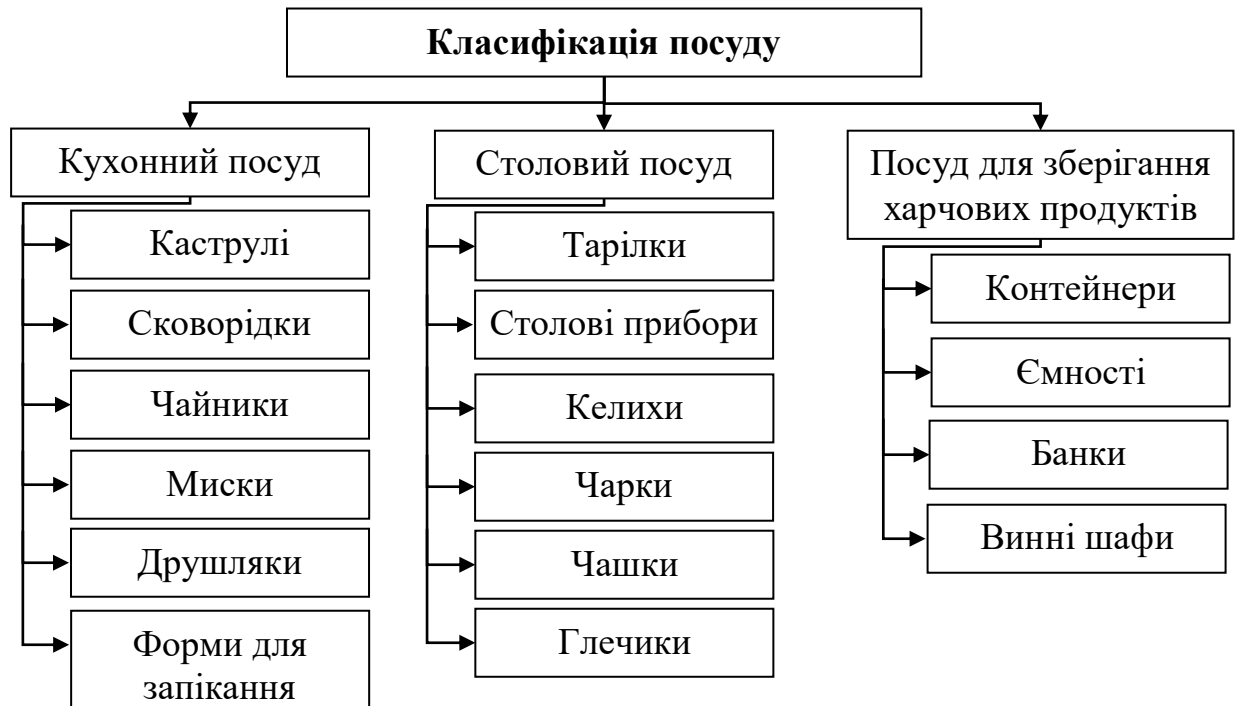 Класифікація посуду
Кухонний посуд
Каструлі
Сковорідки
Чайники
Миски
Друшляки
Форми для
запікання
Столовий посуд
Тарілки
Столові прибори
Келихи
Чарки
Чашки
Глечики
Посуд для зберігання
харчових продуктів
Контейнери
Ємності
Банки
Винні шафи